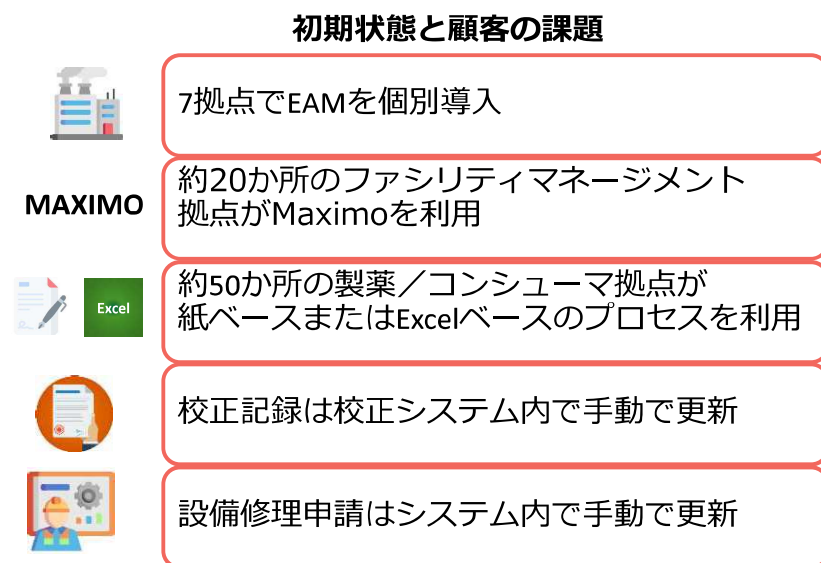 初期状態と顧客の課題
7拠点でEAMを個別導入
MAXIMO
約20か所のファシリティマネージメント
拠点がMaximoを利用
Excel
約50か所の製薬／コンシューマ拠点が
紙ベースまたはExcelベースのプロセスを利用
校正記録は校正システム内で手動で更新
設備修理申請はシステム内で手動で更新